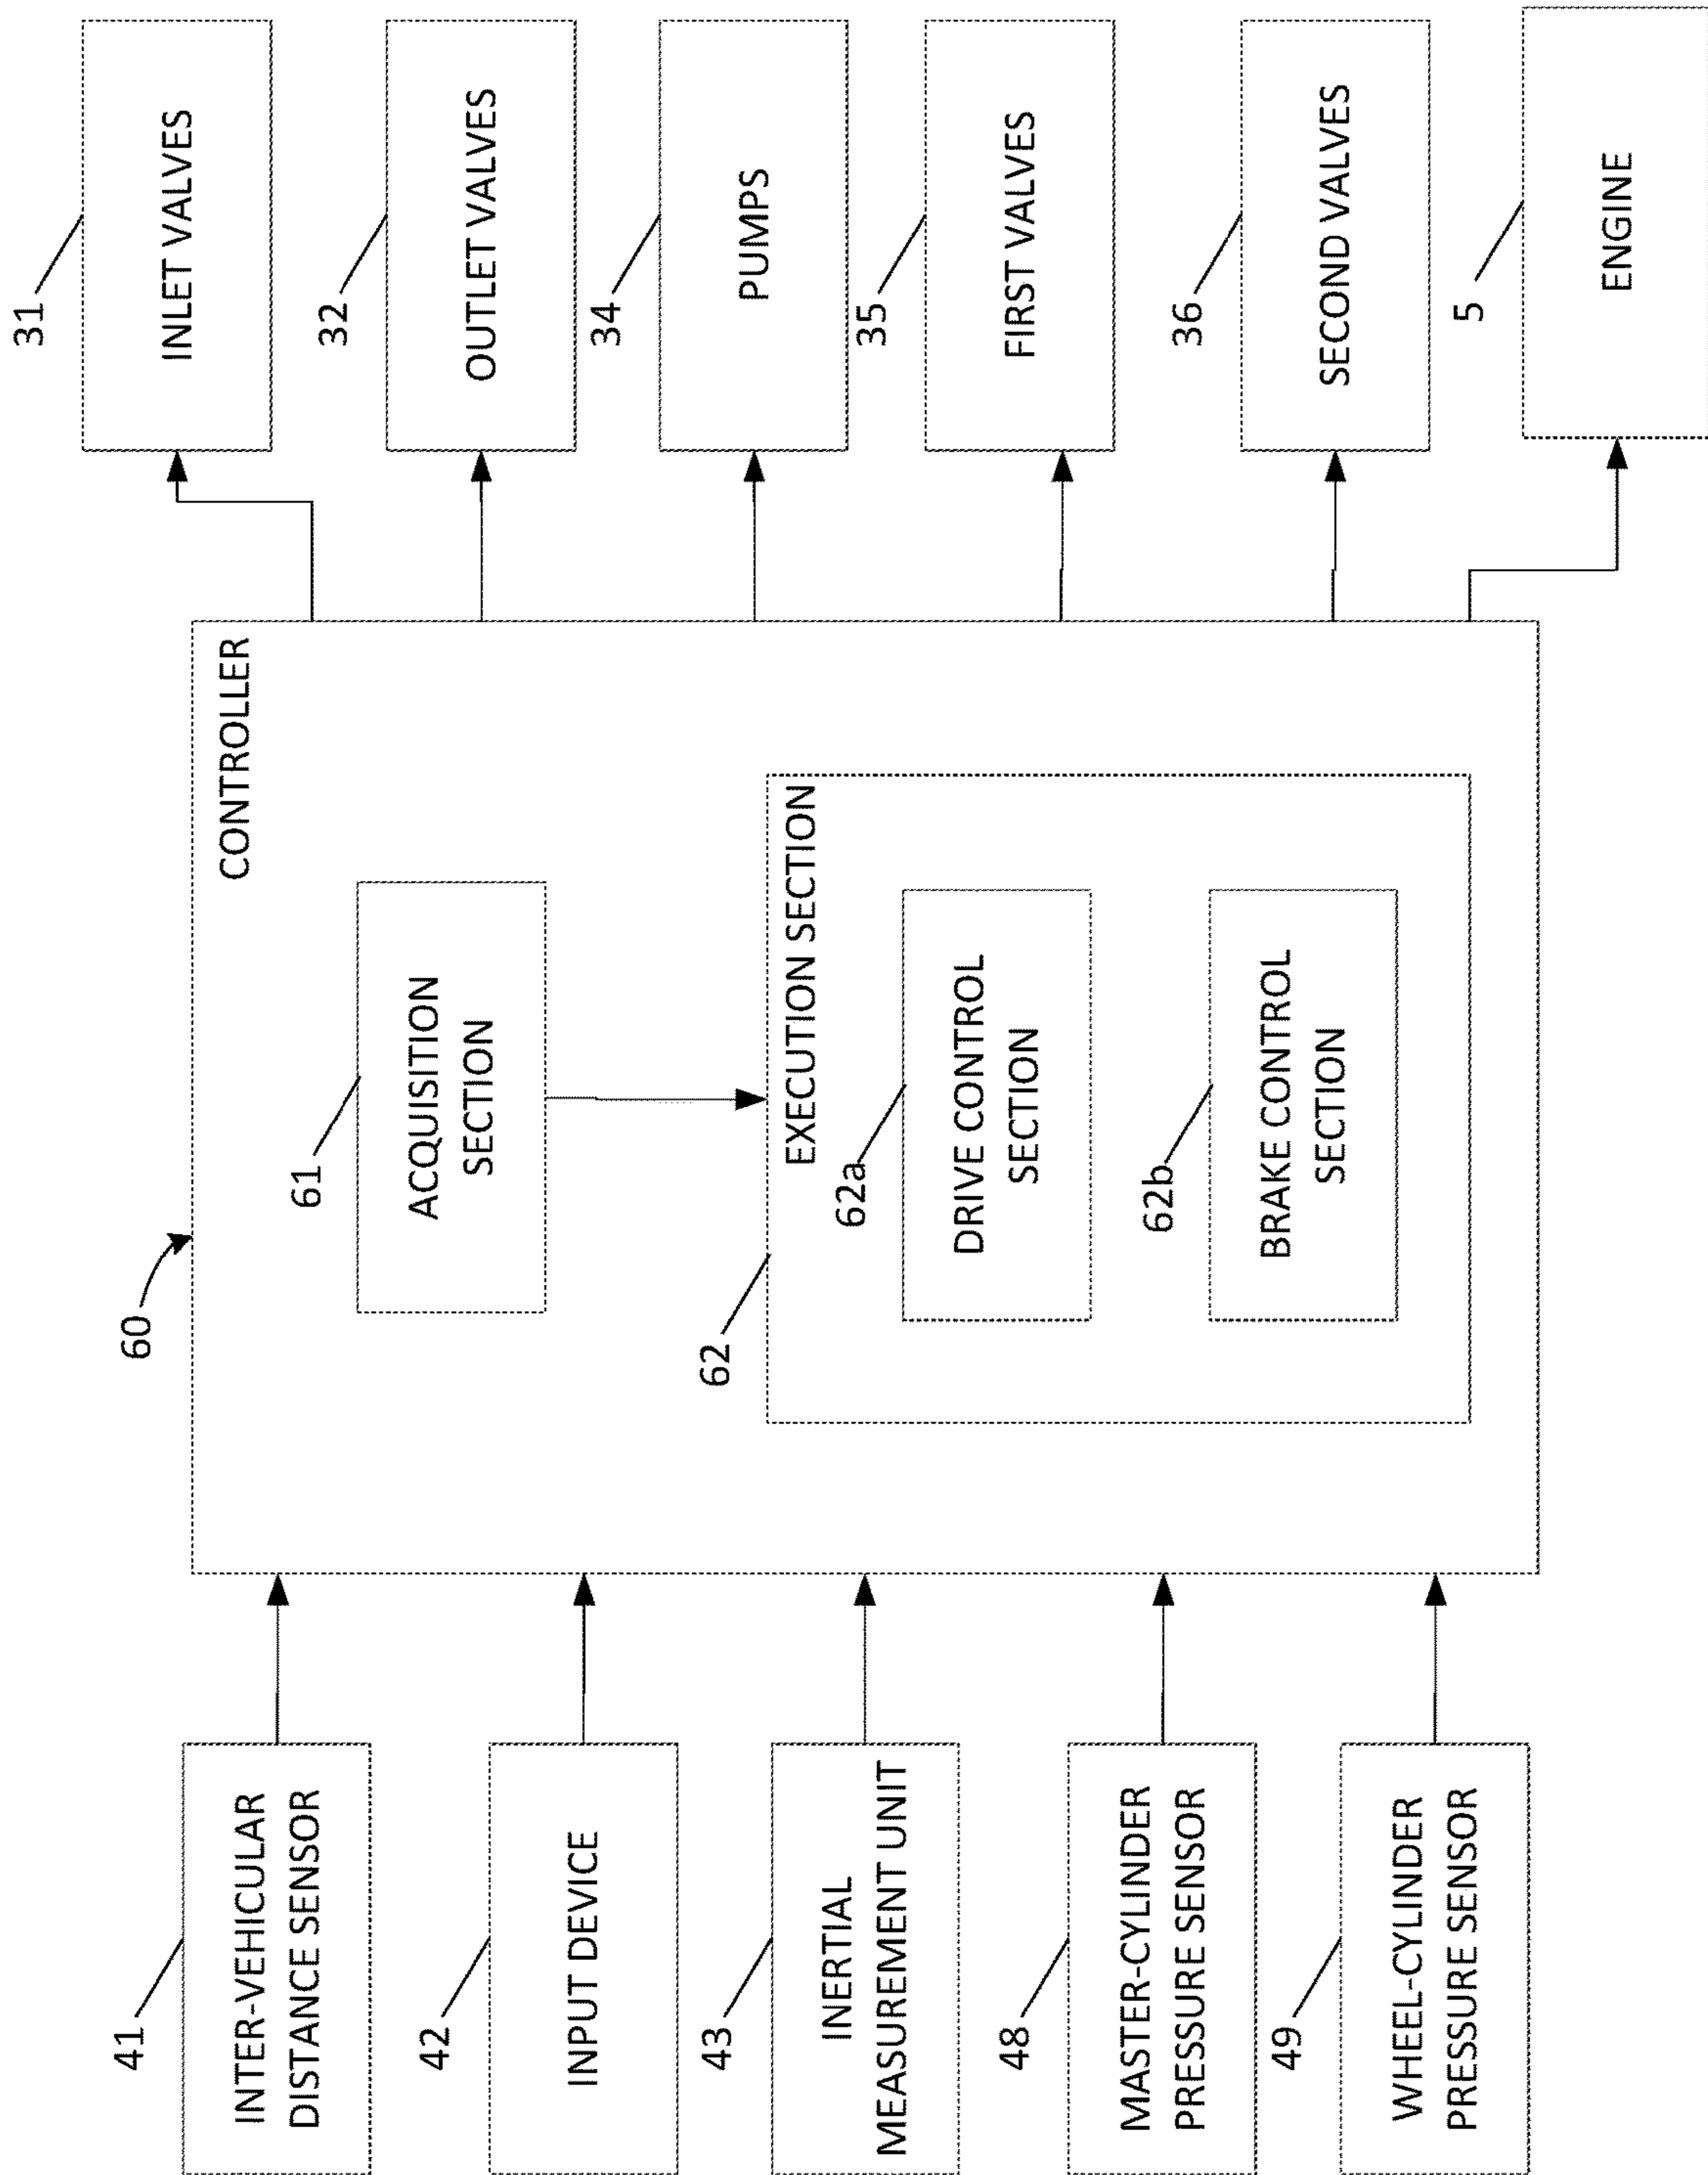 41
INTER-VEHICULAR
DISTANCE SENSOR
42
INPUT DEVICE
43
INERTIAL
MEASUREMENT UNIT
48
MASTER-CYLINDER
PRESSURE SENSOR
49
WHEEL-CYLINDER
PRESSURE SENSOR
60
CONTROLLER
61
ACQUISITION
SECTION
62
EXECUTION SECTION
62a
DRIVE CONTROL
SECTION
62b
BRAKE CONTROL
SECTION
31
INLET VALVES
32
OUTLET VALVES
34
PUMPS
35
FIRST VALVES
36
SECOND VALVES
5
ENGINE